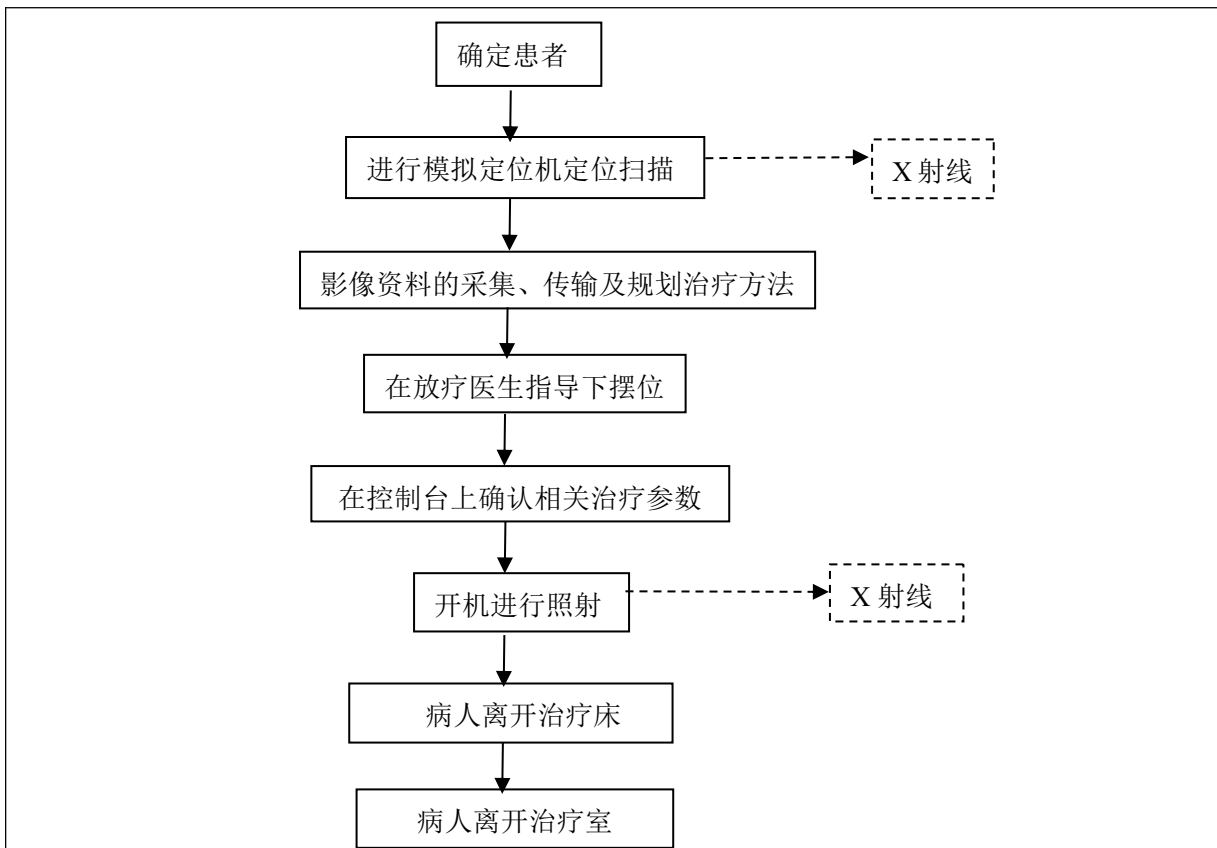 确定患者
进行模拟定位机定位扫描
X 射线
影像资料的采集、传输及规划治疗方法
在放疗医生指导下摆位
在控制台上确认相关治疗参数
开机进行照射
X 射线
病人离开治疗床
病人离开治疗室